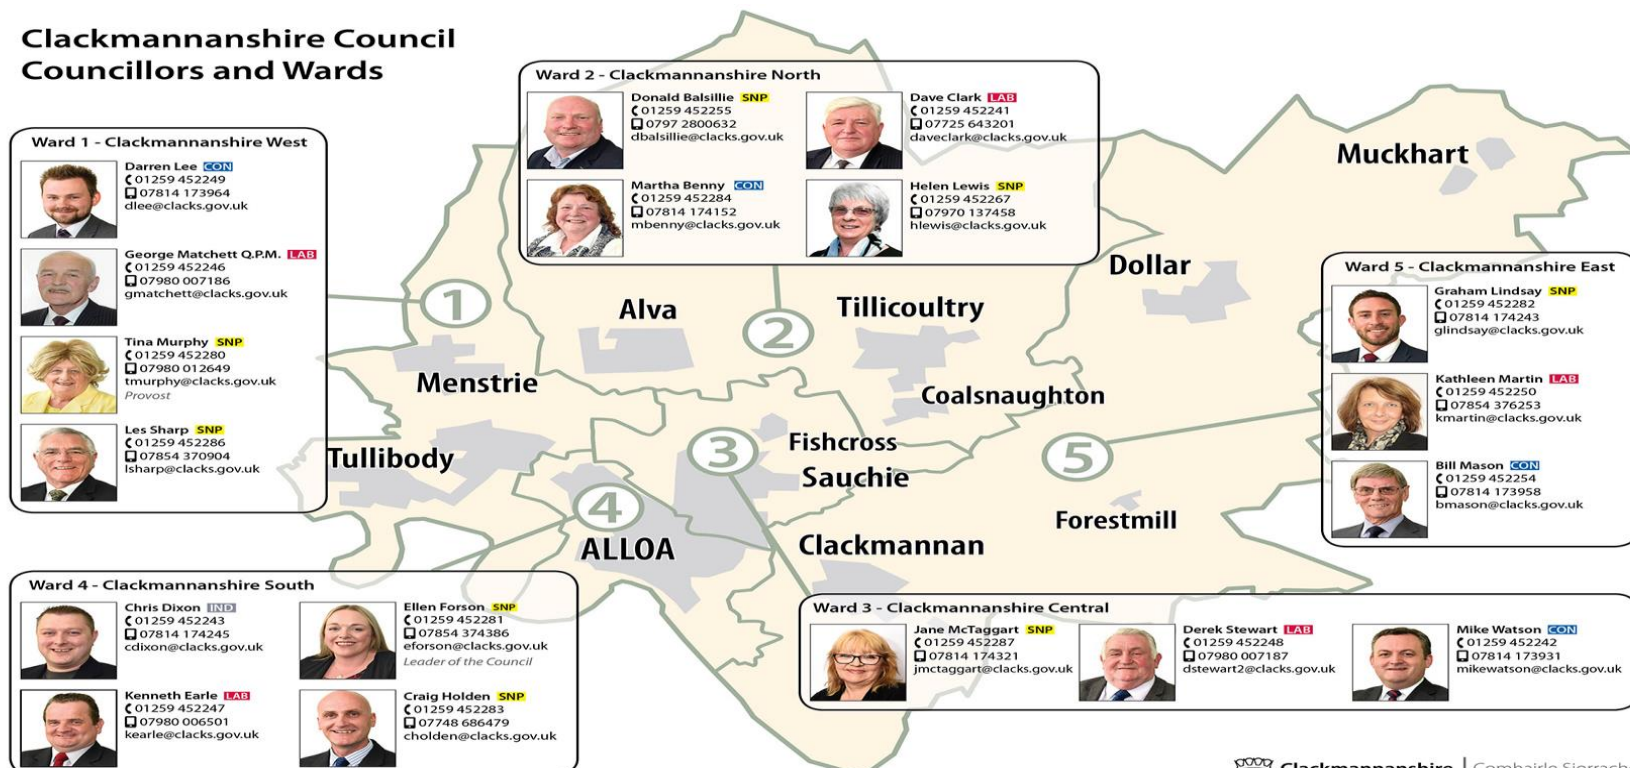 Clackmannanshire Council
Councillors and Wards
Ward 1 - Clackmannanshire West
Darren Lee CON
01259 452249
07814 173964
dlee@clacks.gov.uk
George Matchett Q.P.M. LAB
01259 452246
07980 007186
gmatchett@clacks.gov.uk
Tina Murphy SNP
01259 452280
07980 012649
tmurphy@clacks.gov.uk
Provost
Les Sharp SNP
01259 452286
07854 370904
lsharp@clacks.gov.uk
Ward 2 - Clackmannanshire North
Donald Balsillie SNP
01259 452255
0797 2800632
dbalsillie@clacks.gov.uk
Dave Clark LAB
01259 452241
07725 643201
daveclark@clacks.gov.uk
Martha Benny CON
01259 452284
07814 174152
mbenny@clacks.gov.uk
Helen Lewis SNP
01259 452267
07970 137458
hlewis@clacks.gov.uk
Muckhart
Dollar
Alva
Tillicoultry
1
2
Menstrie
Coalsnaughton
Fishcross
Sauchie
3
5
Tullibody
4
ALLOA
Clackmannan
Forestmill
Ward 5 - Clackmannanshire East
Graham Lindsay SNP
01259 452282
07814 174243
glindsay@clacks.gov.uk
Kathleen Martin LAB
01259 452250
07854 376253
kmartin@clacks.gov.uk
Bill Mason CON
01259 452254
07814 173958
bmason@clacks.gov.uk
Ward 4 - Clackmannanshire South
Chris Dixon IND
01259 452243
07814 174245
cdixon@clacks.gov.uk
Ellen Forson SNP
01259 452281
07854 374386
eforson@clacks.gov.uk
Leader of the Council
Kenneth Earle LAB
01259 452247
07980 006501
kearle@clacks.gov.uk
Craig Holden SNP
01259 452283
07748 686479
cholden@clacks.gov.uk
Ward 3 - Clackmannanshire Central
Jane McTaggart SNP
01259 452287
07814 174321
jmctaggart@clacks.gov.uk
Derek Stewart LAB
01259 452248
07980 007187
dstewart2@clacks.gov.uk
Mike Watson CON
01259 452242
07814 173931
mikewatson@clacks.gov.uk
Clackmannanshire